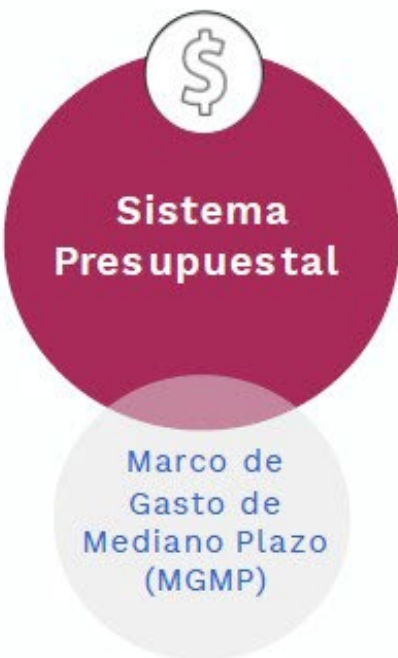 $
Sistema
Presupuestal
Marco de
Gasto de
Mediano Plazo
(MGMP)